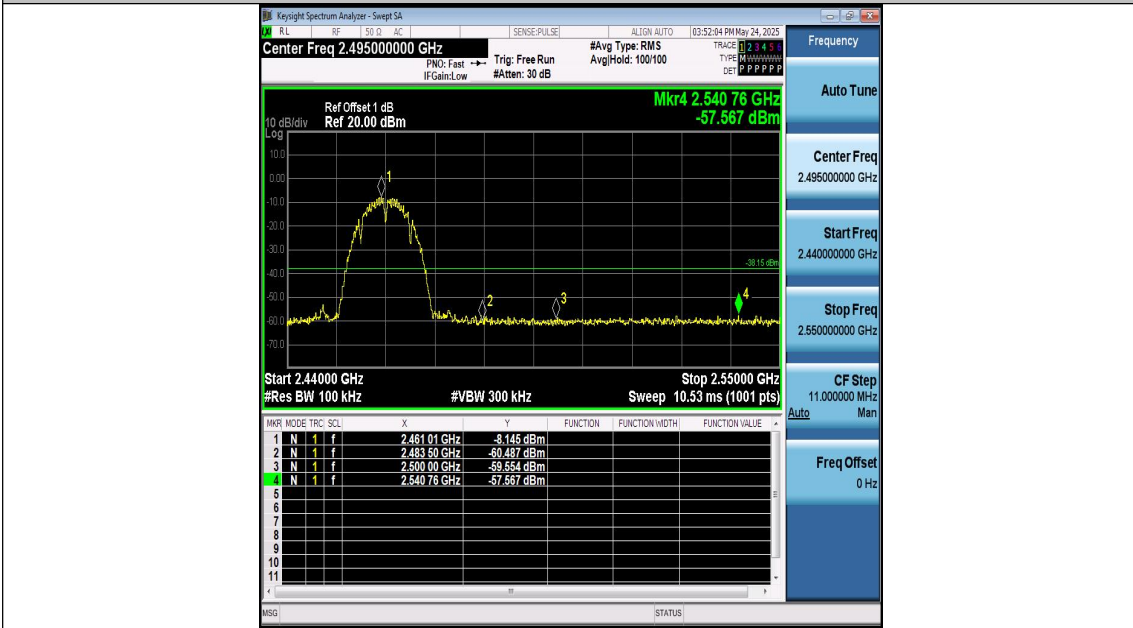 Keysight Spectrum Analyzer - Swept SA
RL RF 50 Ω AC SENSE:PULSE ALIGN AUTO 03:52:04 PM May 24, 2025
Center Freq 2.495000000 GHz
#Avg Type: RMS
TRACE 1 2 3 4 5 6
PNO: Fast Trig: Free Run Avg|Hold: 100/100
TYPE M
IFGain:Low #Atten: 30 dB
DET P P P P P P
Mkr4 2.540 76 GHz
-57.567 dBm
Ref Offset 1 dB
10 dB/div Ref 20.00 dBm
Log
10.0
0.00
-10.0
-20.0
-30.0
-40.0
-50.0
-60.0
-70.0
1
2
3
4
-38.15 dBm
Start 2.44000 GHz Stop 2.55000 GHz
#Res BW 100 kHz #VBW 300 kHz Sweep 10.53 ms (1001 pts)
MKR MODE TRC SCL X Y FUNCTION FUNCTION WIDTH FUNCTION VALUE
1 N 1 f 2.461 01 GHz -8.145 dBm
2 N 1 f 2.483 50 GHz -60.487 dBm
3 N 1 f 2.500 00 GHz -59.554 dBm
4 N 1 f 2.540 76 GHz -57.567 dBm
5
6
7
8
9
10
11
MSG STATUS
Frequency
Auto Tune
Center Freq
2.495000000 GHz
Start Freq
2.440000000 GHz
Stop Freq
2.550000000 GHz
CF Step
11.000000 MHz
Auto Man
Freq Offset
0 Hz